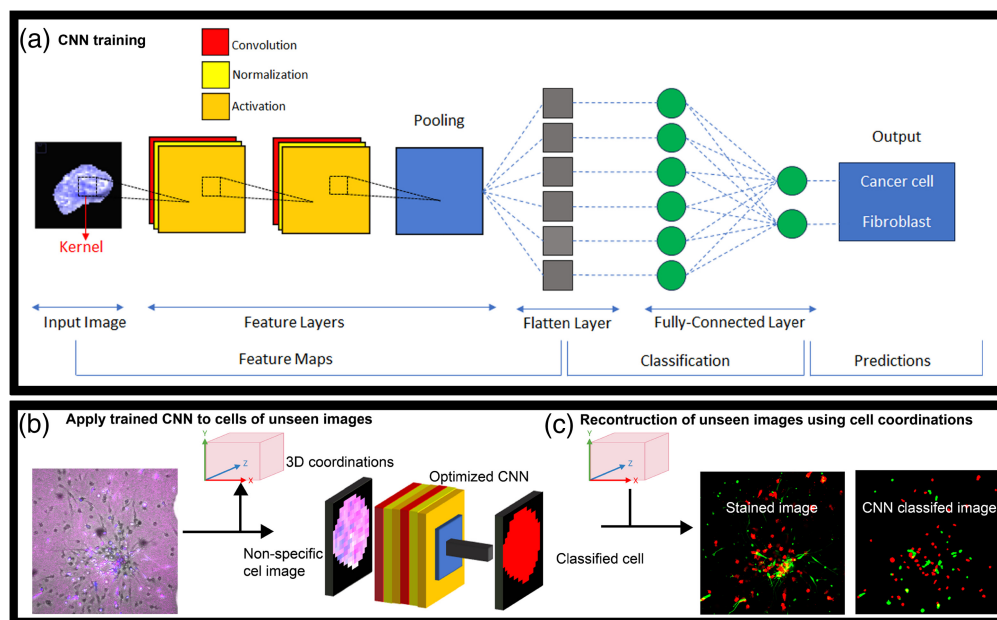 (a) CNN training
Convolution
Normalization
Activation
Pooling
Output
Cancer cell
Fibroblast
Kernel
Input Image
Feature Layers
Flatten Layer
Fully-Connected Layer
Feature Maps
Classification
Predictions
(b) Apply trained CNN to cells of unseen images
Y
Z
X
3D coordinations
Optimized CNN
Non-specific
cel image
(c) Recontruction of unseen images using cell coordinations
Y
Z
X
Classified cell
Stained image
CNN classifed image